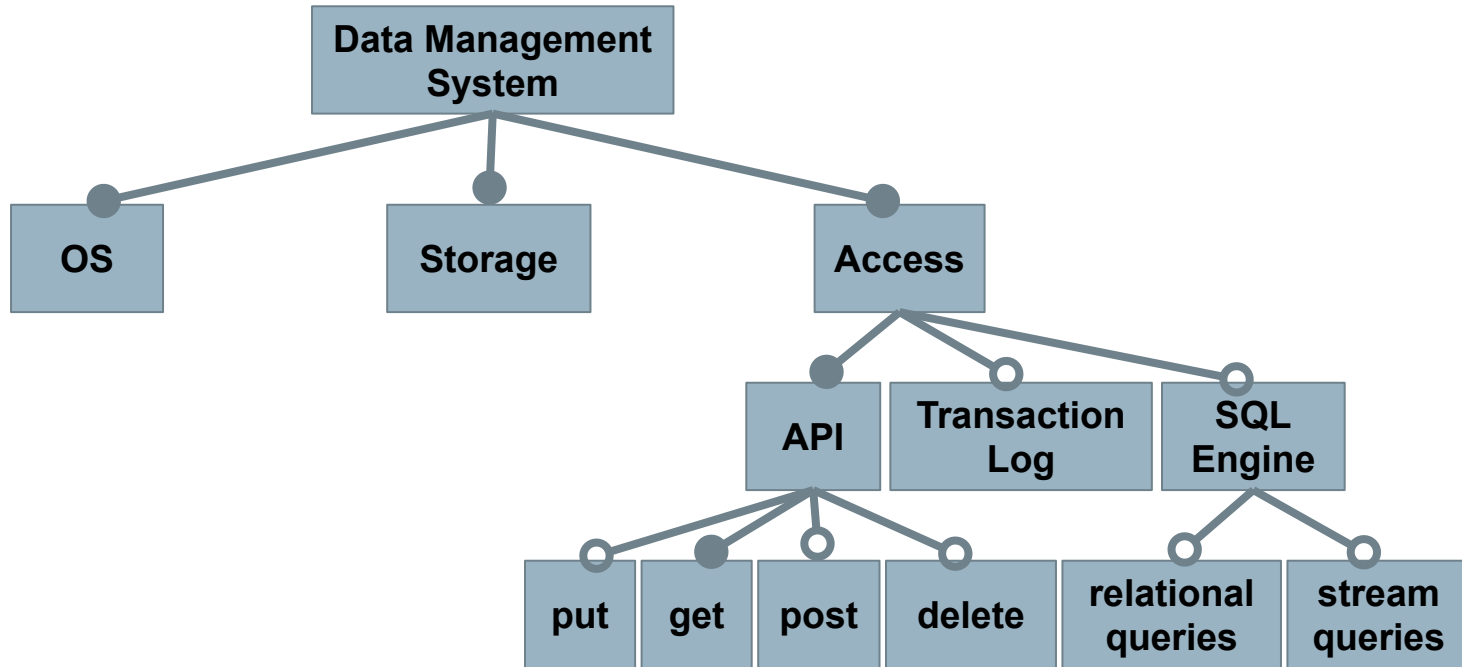 Data Management
System
OS
Storage
Access
API
Transaction
Log
SQL
Engine
put
get
post
delete
relational
queries
stream
queries